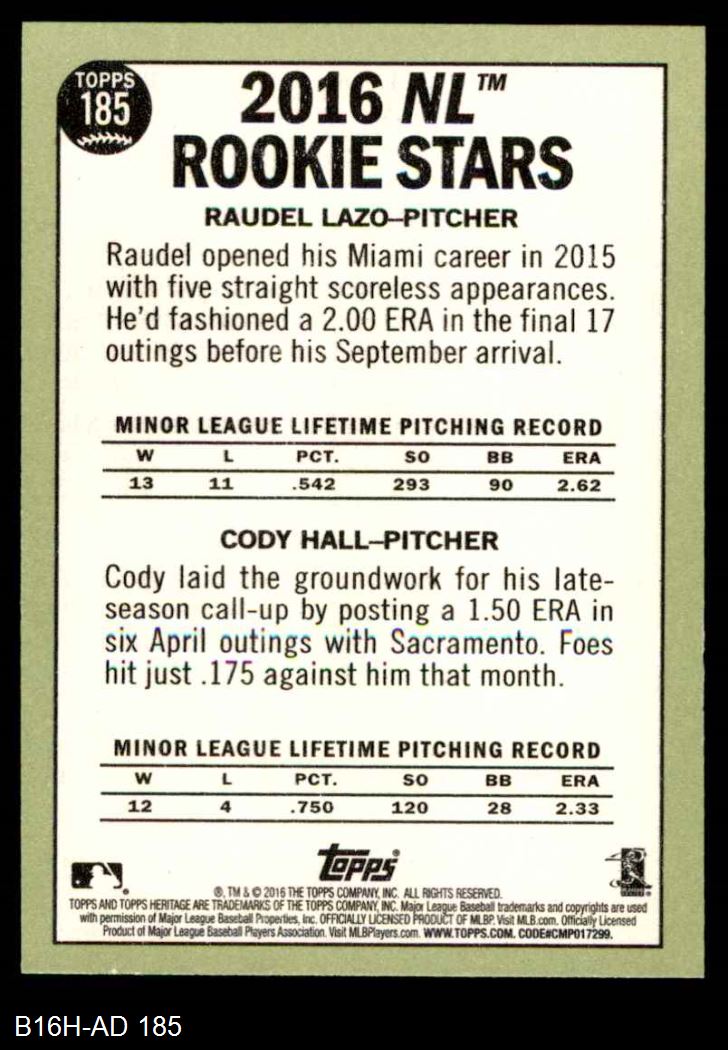 TOPPS
185
2016 NL™
ROOKIE STARS
RAUDEL LAZO–PITCHER
Raudel opened his Miami career in 2015
with five straight scoreless appearances.
He'd fashioned a 2.00 ERA in the final 17
outings before his September arrival.
MINOR LEAGUE LIFETIME PITCHING RECORD
W L PCT. SO BB ERA
13 11 .542 293 90 2.62
CODY HALL–PITCHER
Cody laid the groundwork for his late-
season call-up by posting a 1.50 ERA in
six April outings with Sacramento. Foes
hit just .175 against him that month.
MINOR LEAGUE LIFETIME PITCHING RECORD
W L PCT. SO BB ERA
12 4 .750 120 28 2.33
Topps®
®, TM & © 2016 THE TOPPS COMPANY, INC. ALL RIGHTS RESERVED.
TOPPS AND TOPPS HERITAGE ARE TRADEMARKS OF THE TOPPS COMPANY, INC. Major League Baseball trademarks and copyrights are used
with permission of Major League Baseball Properties, Inc. OFFICIALLY LICENSED PRODUCT OF MLBP. Visit MLB.com. Officially Licensed
Product of Major League Baseball Players Association. Visit MLBPlayers.com. WWW.TOPPS.COM. CODE#CMP017299.
B16H-AD 185